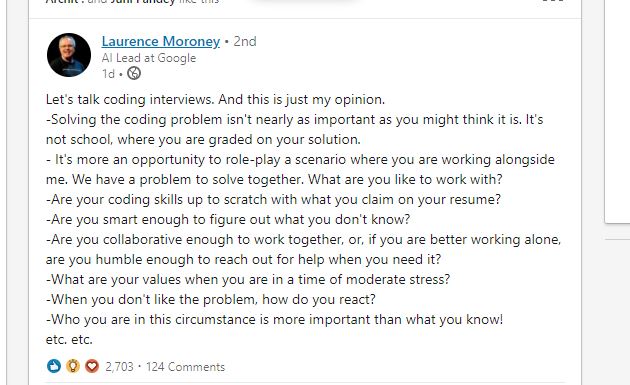 and Juni Pandey like this
Laurence Moroney • 2nd
AI Lead at Google
1d •
Let's talk coding interviews. And this is just my opinion.
-Solving the coding problem isn't nearly as important as you might think it is. It's
not school, where you are graded on your solution.
- It's more an opportunity to role-play a scenario where you are working alongside
me. We have a problem to solve together. What are you like to work with?
-Are your coding skills up to scratch with what you claim on your resume?
-Are you smart enough to figure out what you don't know?
-Are you collaborative enough to work together, or, if you are better working alone,
are you humble enough to reach out for help when you need it?
-What are your values when you are in a time of moderate stress?
-When you don't like the problem, how do you react?
-Who you are in this circumstance is more important than what you know!
etc. etc.
2,703 • 124 Comments